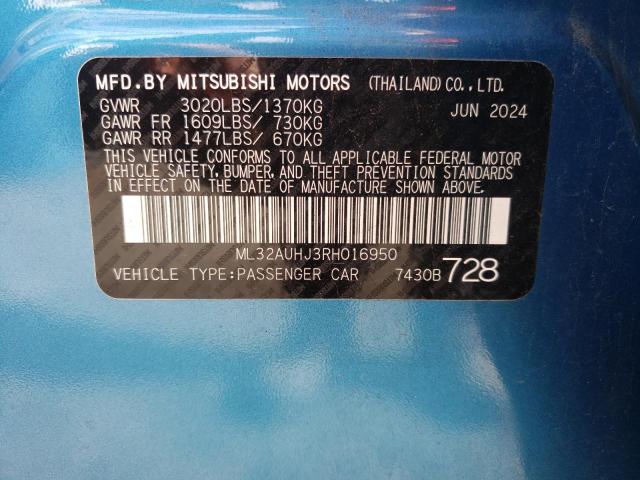 MFD.BY MITSUBISHI MOTORS (THAILAND) CO.,LTD.
GVWR 3020LBS/1370KG JUN 2024
GAWR FR 1609LBS/ 730KG
GAWR RR 1477LBS/ 670KG
THIS VEHICLE CONFORMS TO ALL APPLICABLE FEDERAL MOTOR
VEHICLE SAFETY, BUMPER, AND THEFT PREVENTION STANDARDS
IN EFFECT ON THE DATE OF MANUFACTURE SHOWN ABOVE.
ML32AUHJ3RH016950
VEHICLE TYPE:PASSENGER CAR 7430B 728